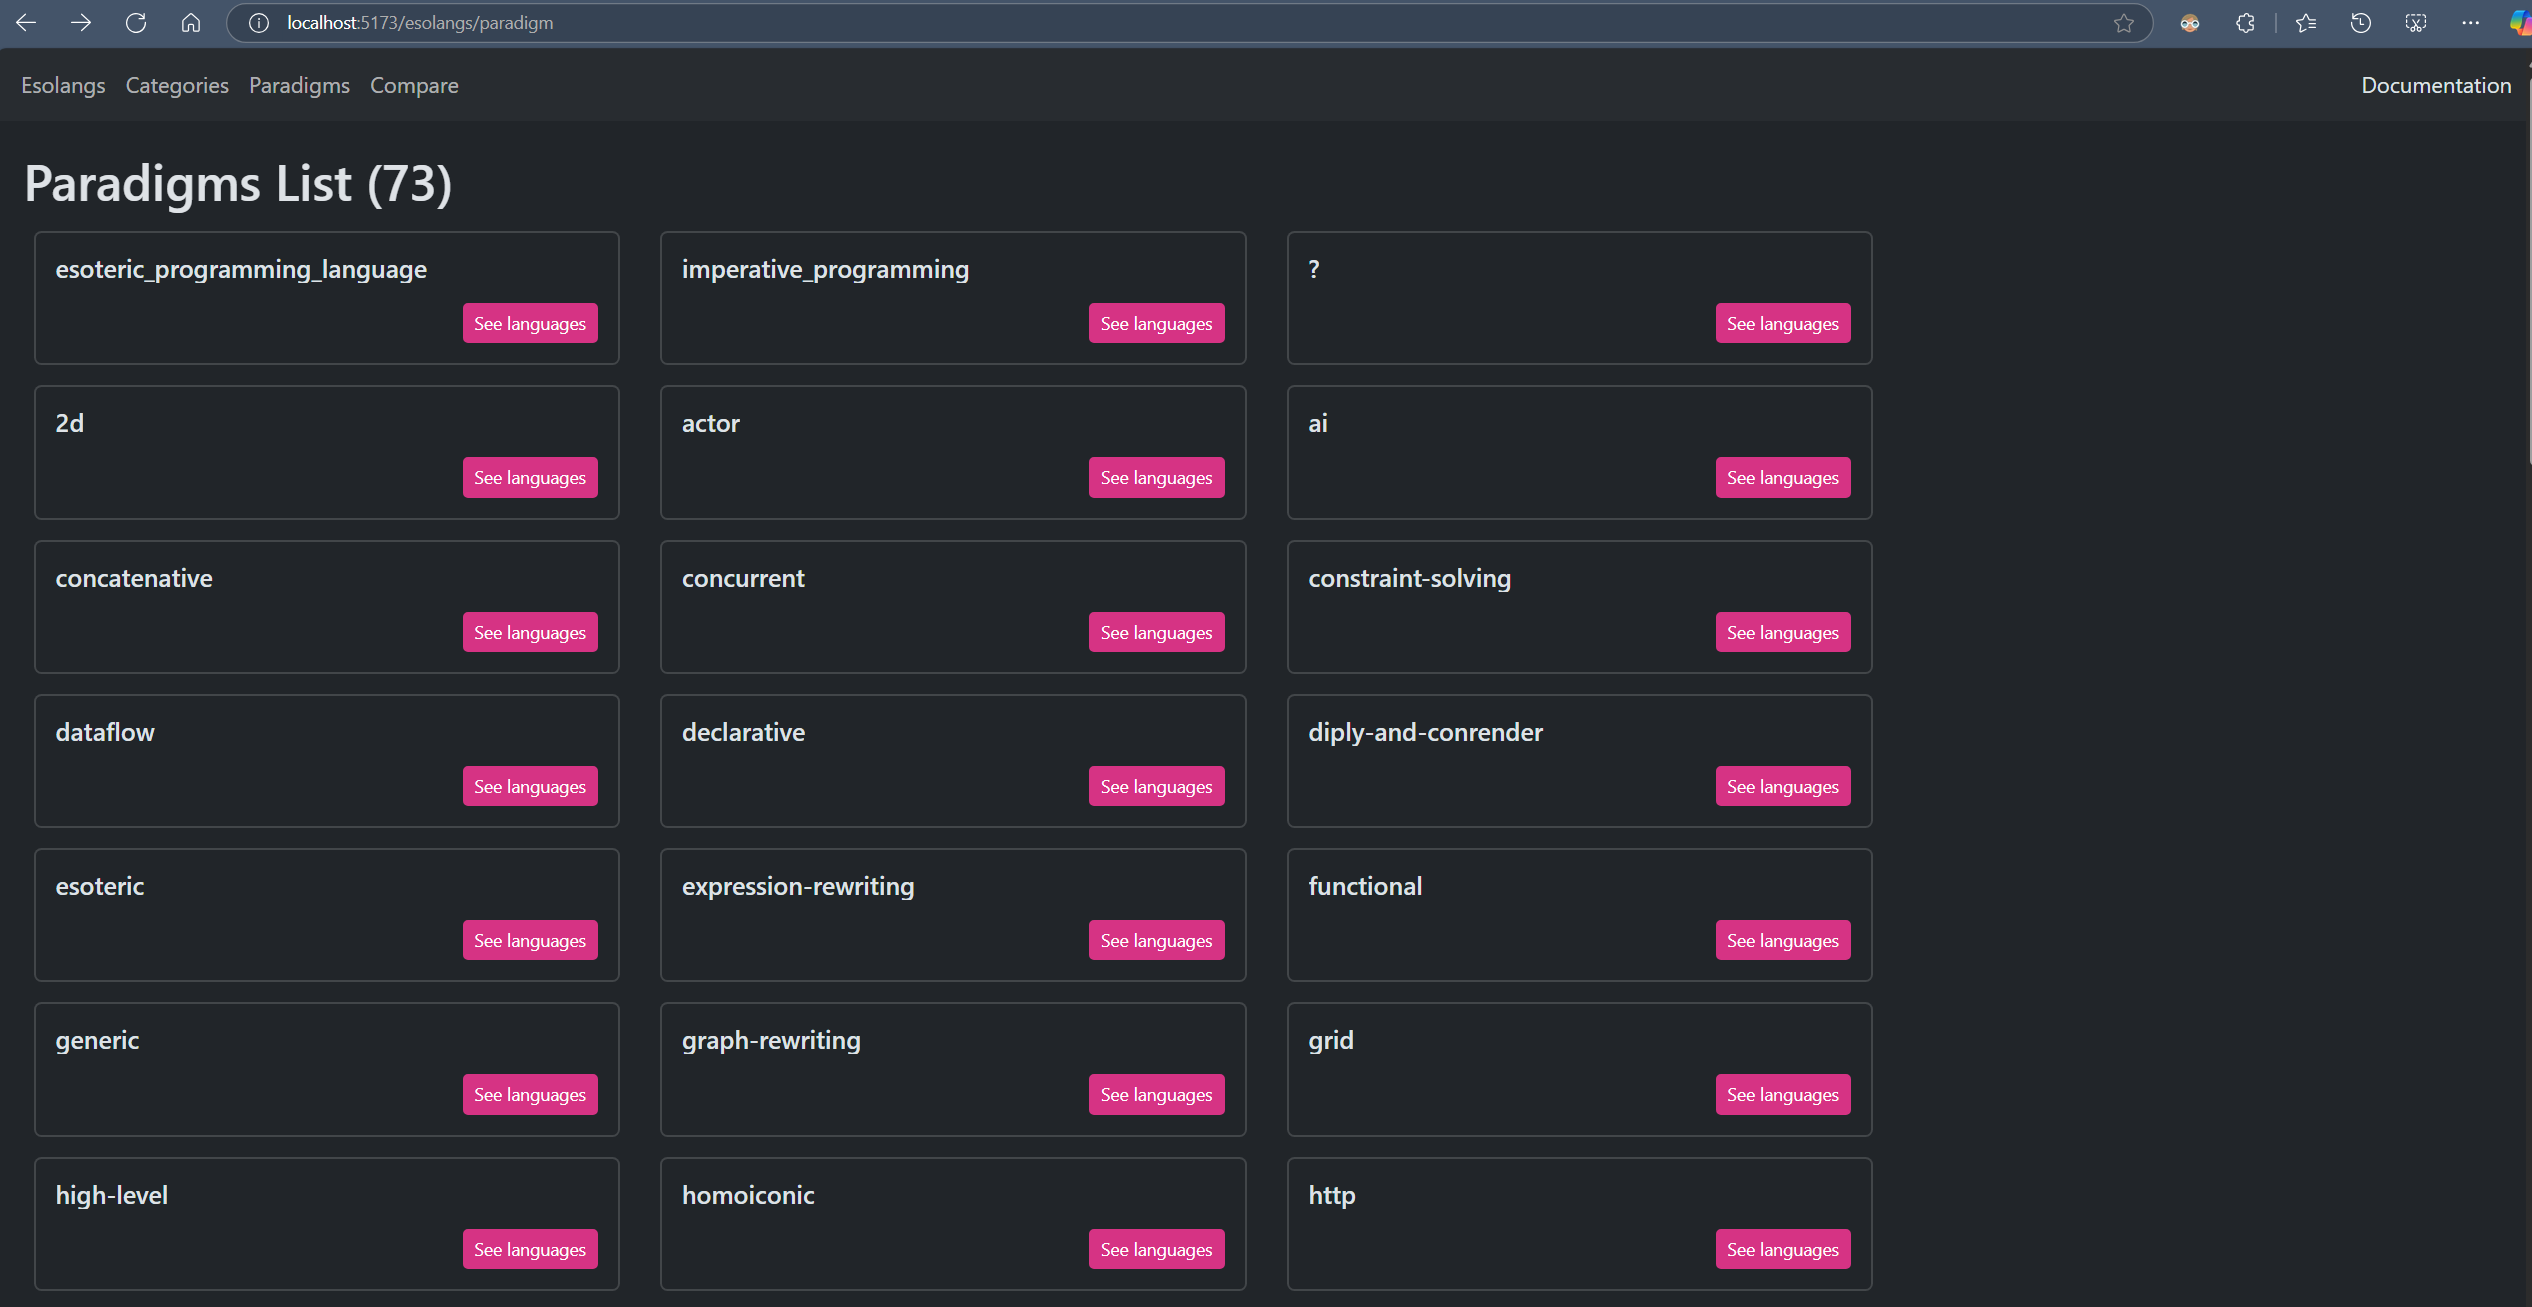 localhost:5173/esolangs/paradigm
Esolangs Categories Paradigms Compare Documentation
Paradigms List (73)
esoteric_programming_language imperative_programming ?
See languages See languages See languages
2d actor ai
See languages See languages See languages
concatenative concurrent constraint-solving
See languages See languages See languages
dataflow declarative diply-and-conrender
See languages See languages See languages
esoteric expression-rewriting functional
See languages See languages See languages
generic graph-rewriting grid
See languages See languages See languages
high-level homoiconic http
See languages See languages See languages